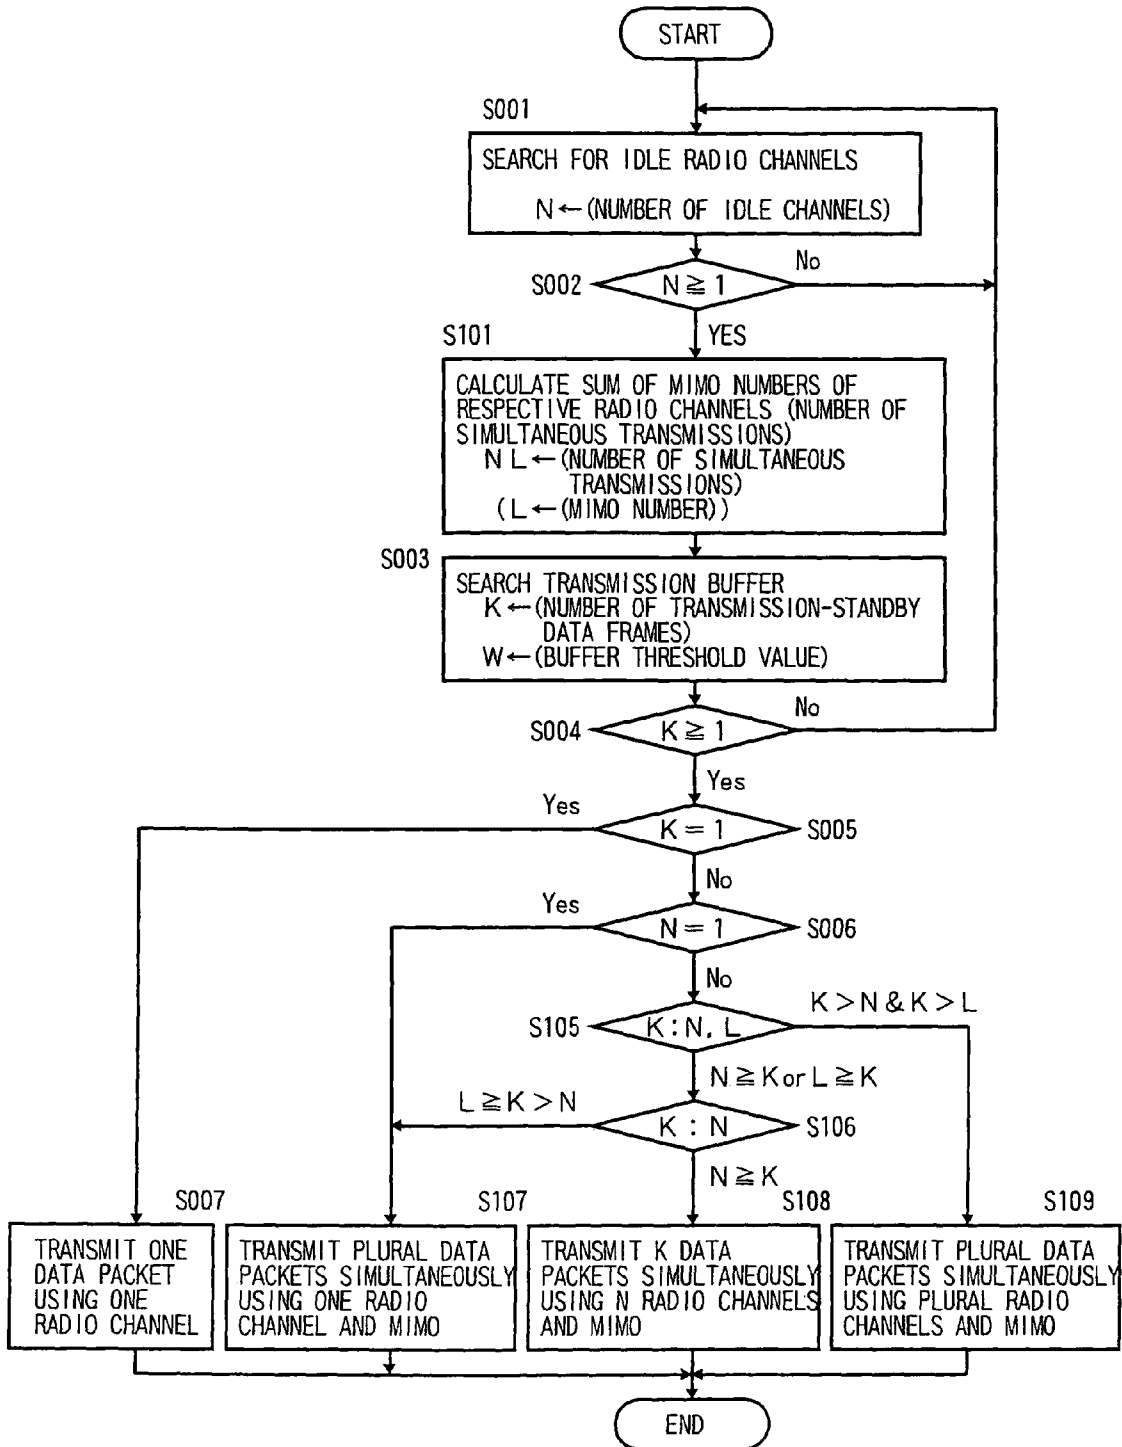 START
S001
SEARCH FOR IDLE RADIO CHANNELS
N←(NUMBER OF IDLE CHANNELS)
S002
N≧1
No
YES
S101
CALCULATE SUM OF MIMO NUMBERS OF
RESPECTIVE RADIO CHANNELS (NUMBER OF
SIMULTANEOUS TRANSMISSIONS)
NL←(NUMBER OF SIMULTANEOUS
TRANSMISSIONS)
(L←(MIMO NUMBER))
S003
SEARCH TRANSMISSION BUFFER
K←(NUMBER OF TRANSMISSION-STANDBY
DATA FRAMES)
W←(BUFFER THRESHOLD VALUE)
S004
K≧1
No
Yes
Yes
K=1
S005
No
Yes
N=1
S006
No
K>N&K>L
S105
K:N, L
N≧K or L≧K
L≧K>N
K:N
S106
N≧K
S007
TRANSMIT ONE
DATA PACKET
USING ONE
RADIO CHANNEL
S107
TRANSMIT PLURAL DATA
PACKETS SIMULTANEOUSLY
USING ONE RADIO
CHANNEL AND MIMO
S108
TRANSMIT K DATA
PACKETS SIMULTANEOUSLY
USING N RADIO CHANNELS
AND MIMO
S109
TRANSMIT PLURAL DATA
PACKETS SIMULTANEOUSLY
USING PLURAL RADIO
CHANNELS AND MIMO
END